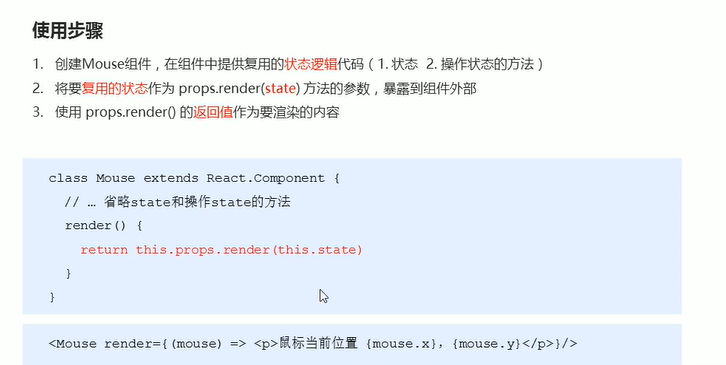 使用步骤
1. 创建Mouse组件，在组件中提供复用的状态逻辑代码（1. 状态 2. 操作状态的方法）
2. 将要复用的状态作为 props.render(state) 方法的参数，暴露到组件外部
3. 使用 props.render() 的返回值作为要渲染的内容
class Mouse extends React.Component {
// … 省略state和操作state的方法
render() {
return this.props.render(this.state)
}
}
<Mouse render={(mouse) => <p>鼠标当前位置 {mouse.x}，{mouse.y}</p>}/>